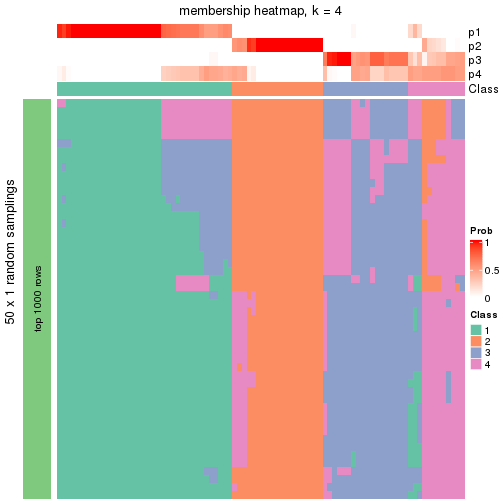 membership heatmap, k = 4
p1
p2
p3
p4
Class
50 x 1 random samplings
top 1000 rows
Prob
1
0.5
0
Class
1
2
3
4